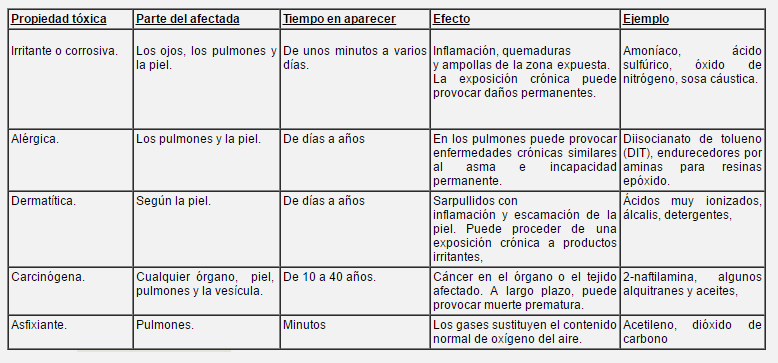 Propiedad tóxica
Parte del afectada
Tiempo en aparecer
Efecto
Ejemplo
Irritante o corrosiva.
Los ojos, los pulmones y
la piel.
De unos minutos a varios
días.
Inflamación, quemaduras
y ampollas de la zona expuesta.
La exposición crónica puede
provocar daños permanentes.
Amoníaco, ácido
sulfúrico, óxido de
nitrógeno, sosa cáustica.
Alérgica.
Los pulmones y la piel.
De días a años
En los pulmones puede provocar
enfermedades crónicas similares
al asma e incapacidad
permanente.
Diisocianato de tolueno
(DIT), endurecedores por
aminas para resinas
epóxido.
Dermatítica.
Según la piel.
De días a años
Sarpullidos con
inflamación y escamación de la
piel. Puede proceder de una
exposición crónica a productos
irritantes,
Ácidos muy ionizados,
álcalis, detergentes,
Carcinógena.
Cualquier órgano, piel,
pulmones y la vesícula.
De 10 a 40 años.
Cáncer en el órgano o el tejido
afectado. A largo plazo, puede
provocar muerte prematura.
2-naftilamina, algunos
alquitranes y aceites,
Asfixiante.
Pulmones.
Minutos
Los gases sustituyen el contenido
normal de oxígeno del aire.
Acetileno, dióxido de
carbono